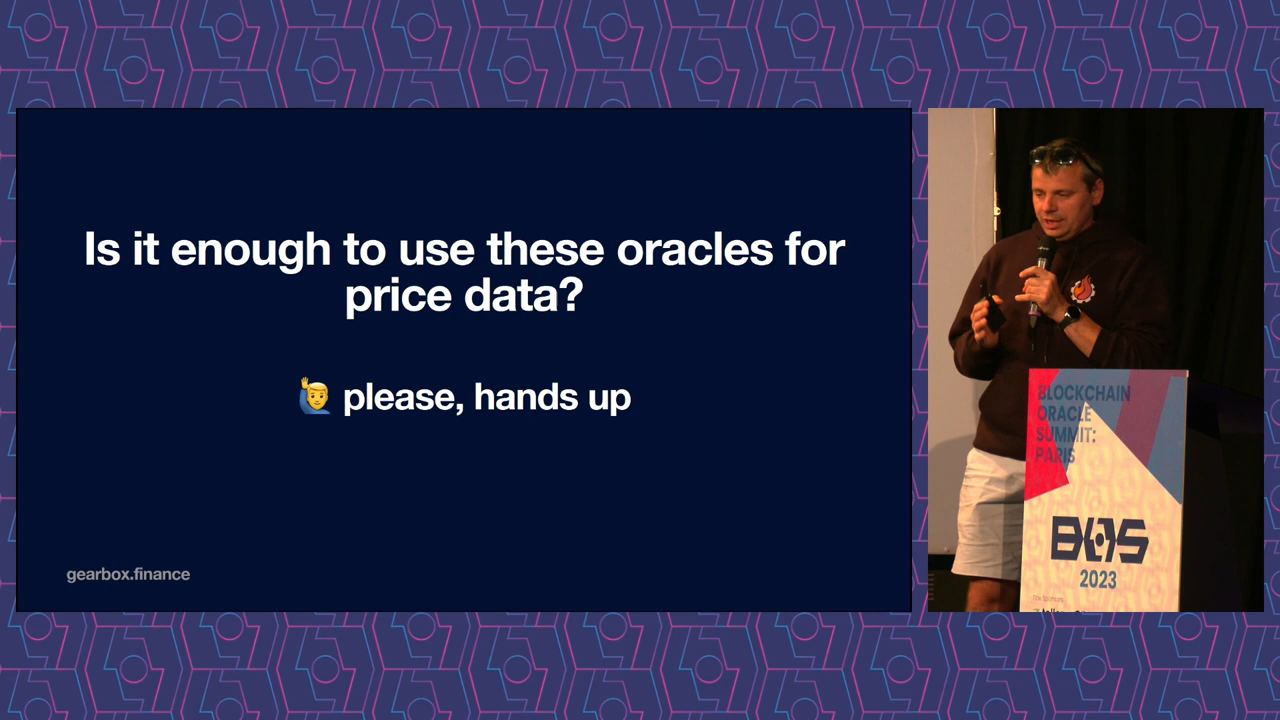 Is it enough to use these oracles for
price data?
🙋‍♂️ please, hands up
gearbox.finance
BLOCKCHAIN
ORACLE
SUMMIT:
PARIS
2023